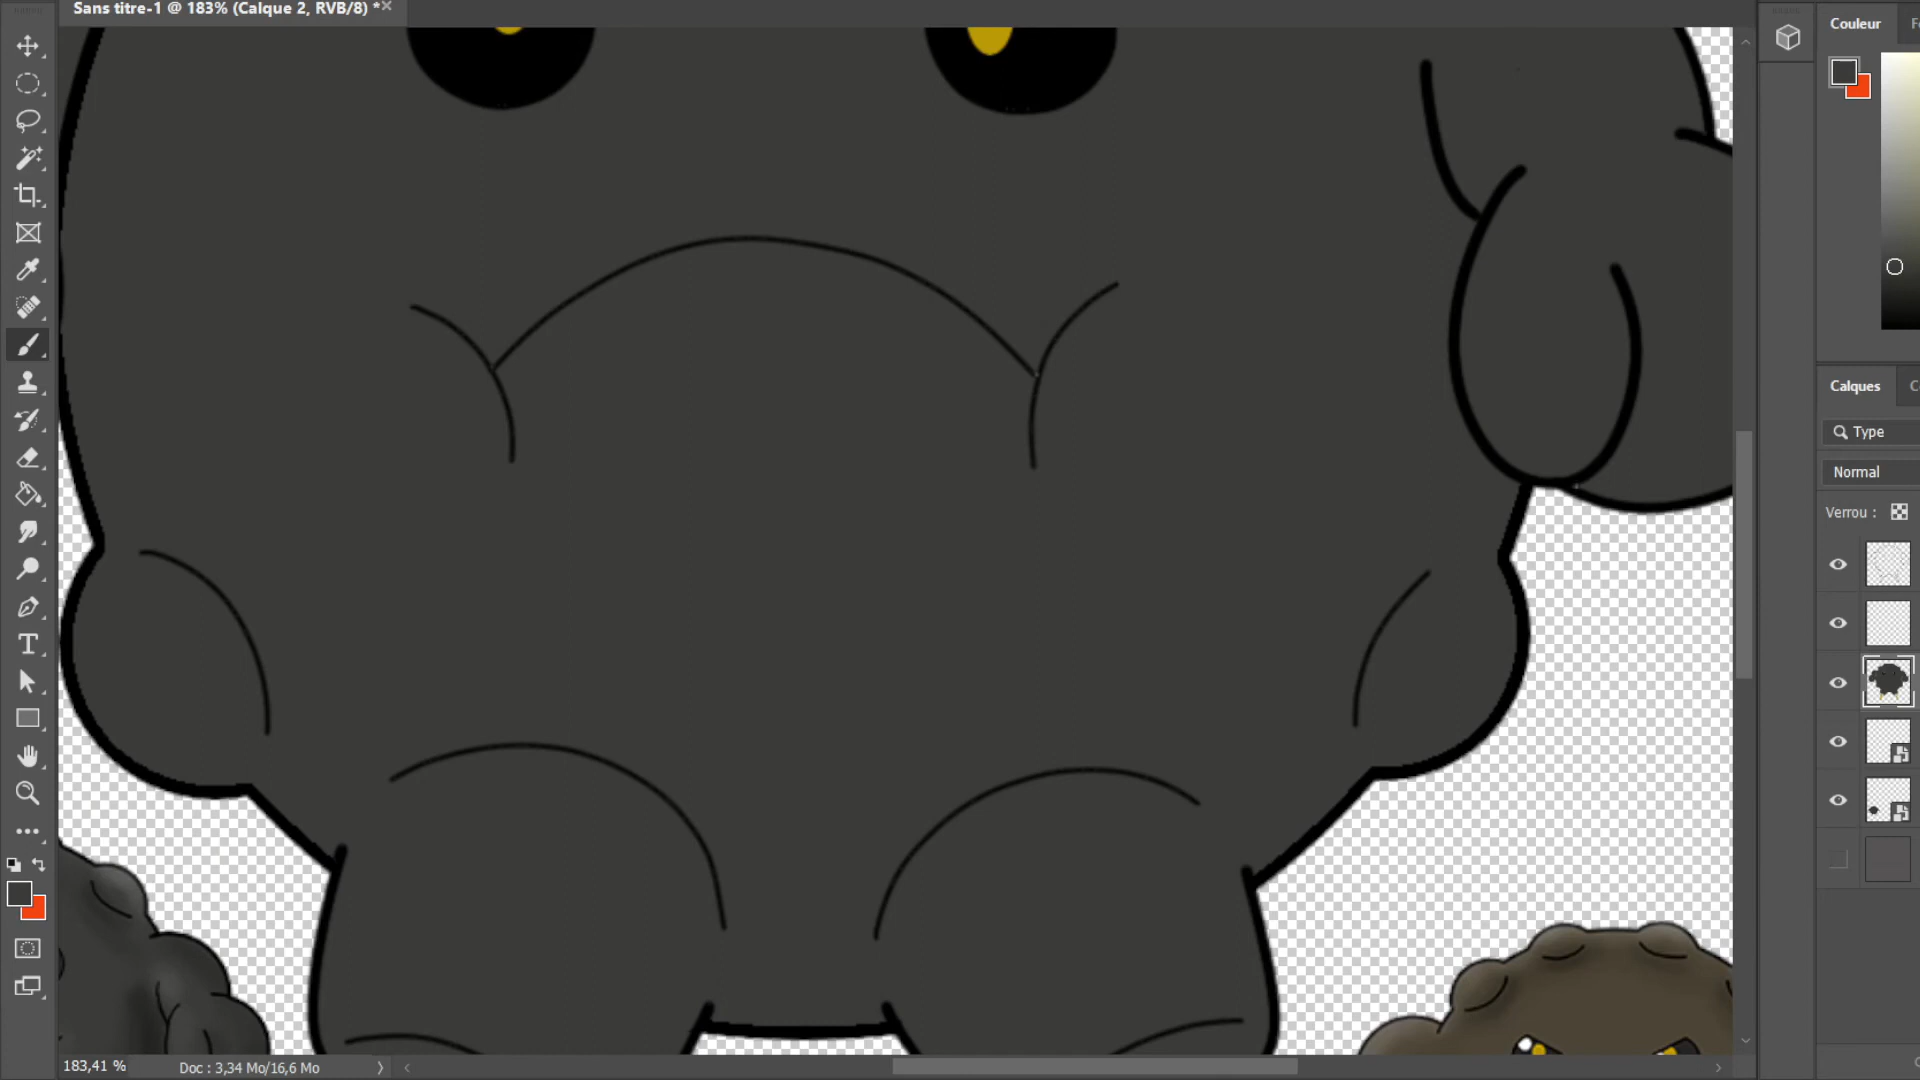 Sans titre-1 @ 183% (Calque 2, RVB/8) *
Couleur
Calques
Type
Normal
Verrou :
183,41 %
Doc : 3,34 Mo/16,6 Mo